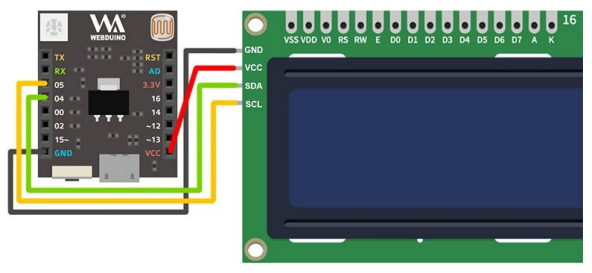 WEBDUINO
TX RST
RX AD
05 3.3V
04 16
00 14
02 ~12
15~ ~13
GND VCC
GND
VCC
SDA
SCL
16
VSS VDD V0 RS RW E D0 D1 D2 D3 D4 D5 D6 D7 A K